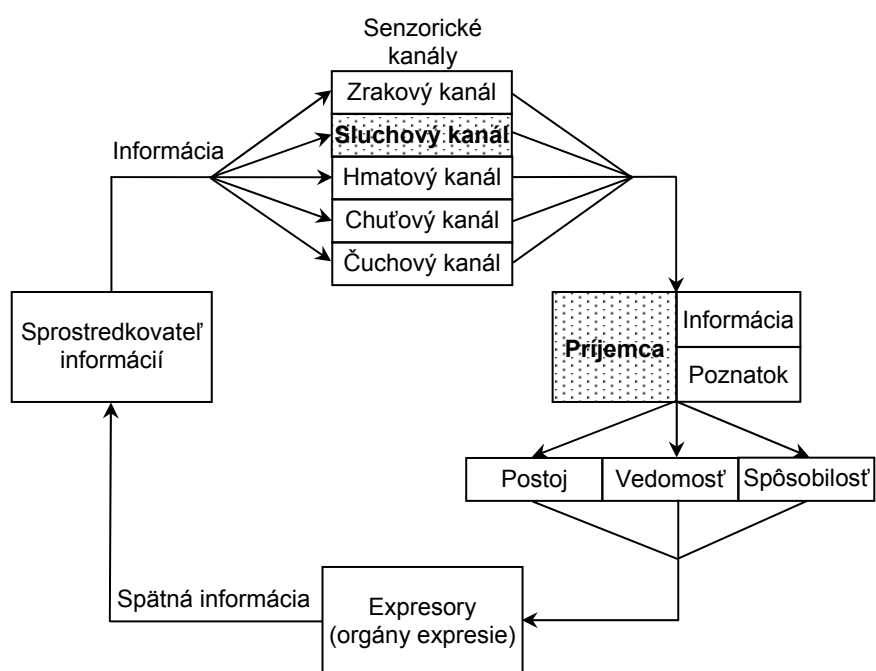 Senzorické
kanály
Zrakový kanál
Sluchový kanál
Informácia
Hmatový kanál
Chuťový kanál
Čuchový kanál
Sprostredkovateľ
informácií
Príjemca
Informácia
Poznatok
Postoj
Vedomosť
Spôsobilosť
Spätná informácia
Expresory
(orgány expresie)